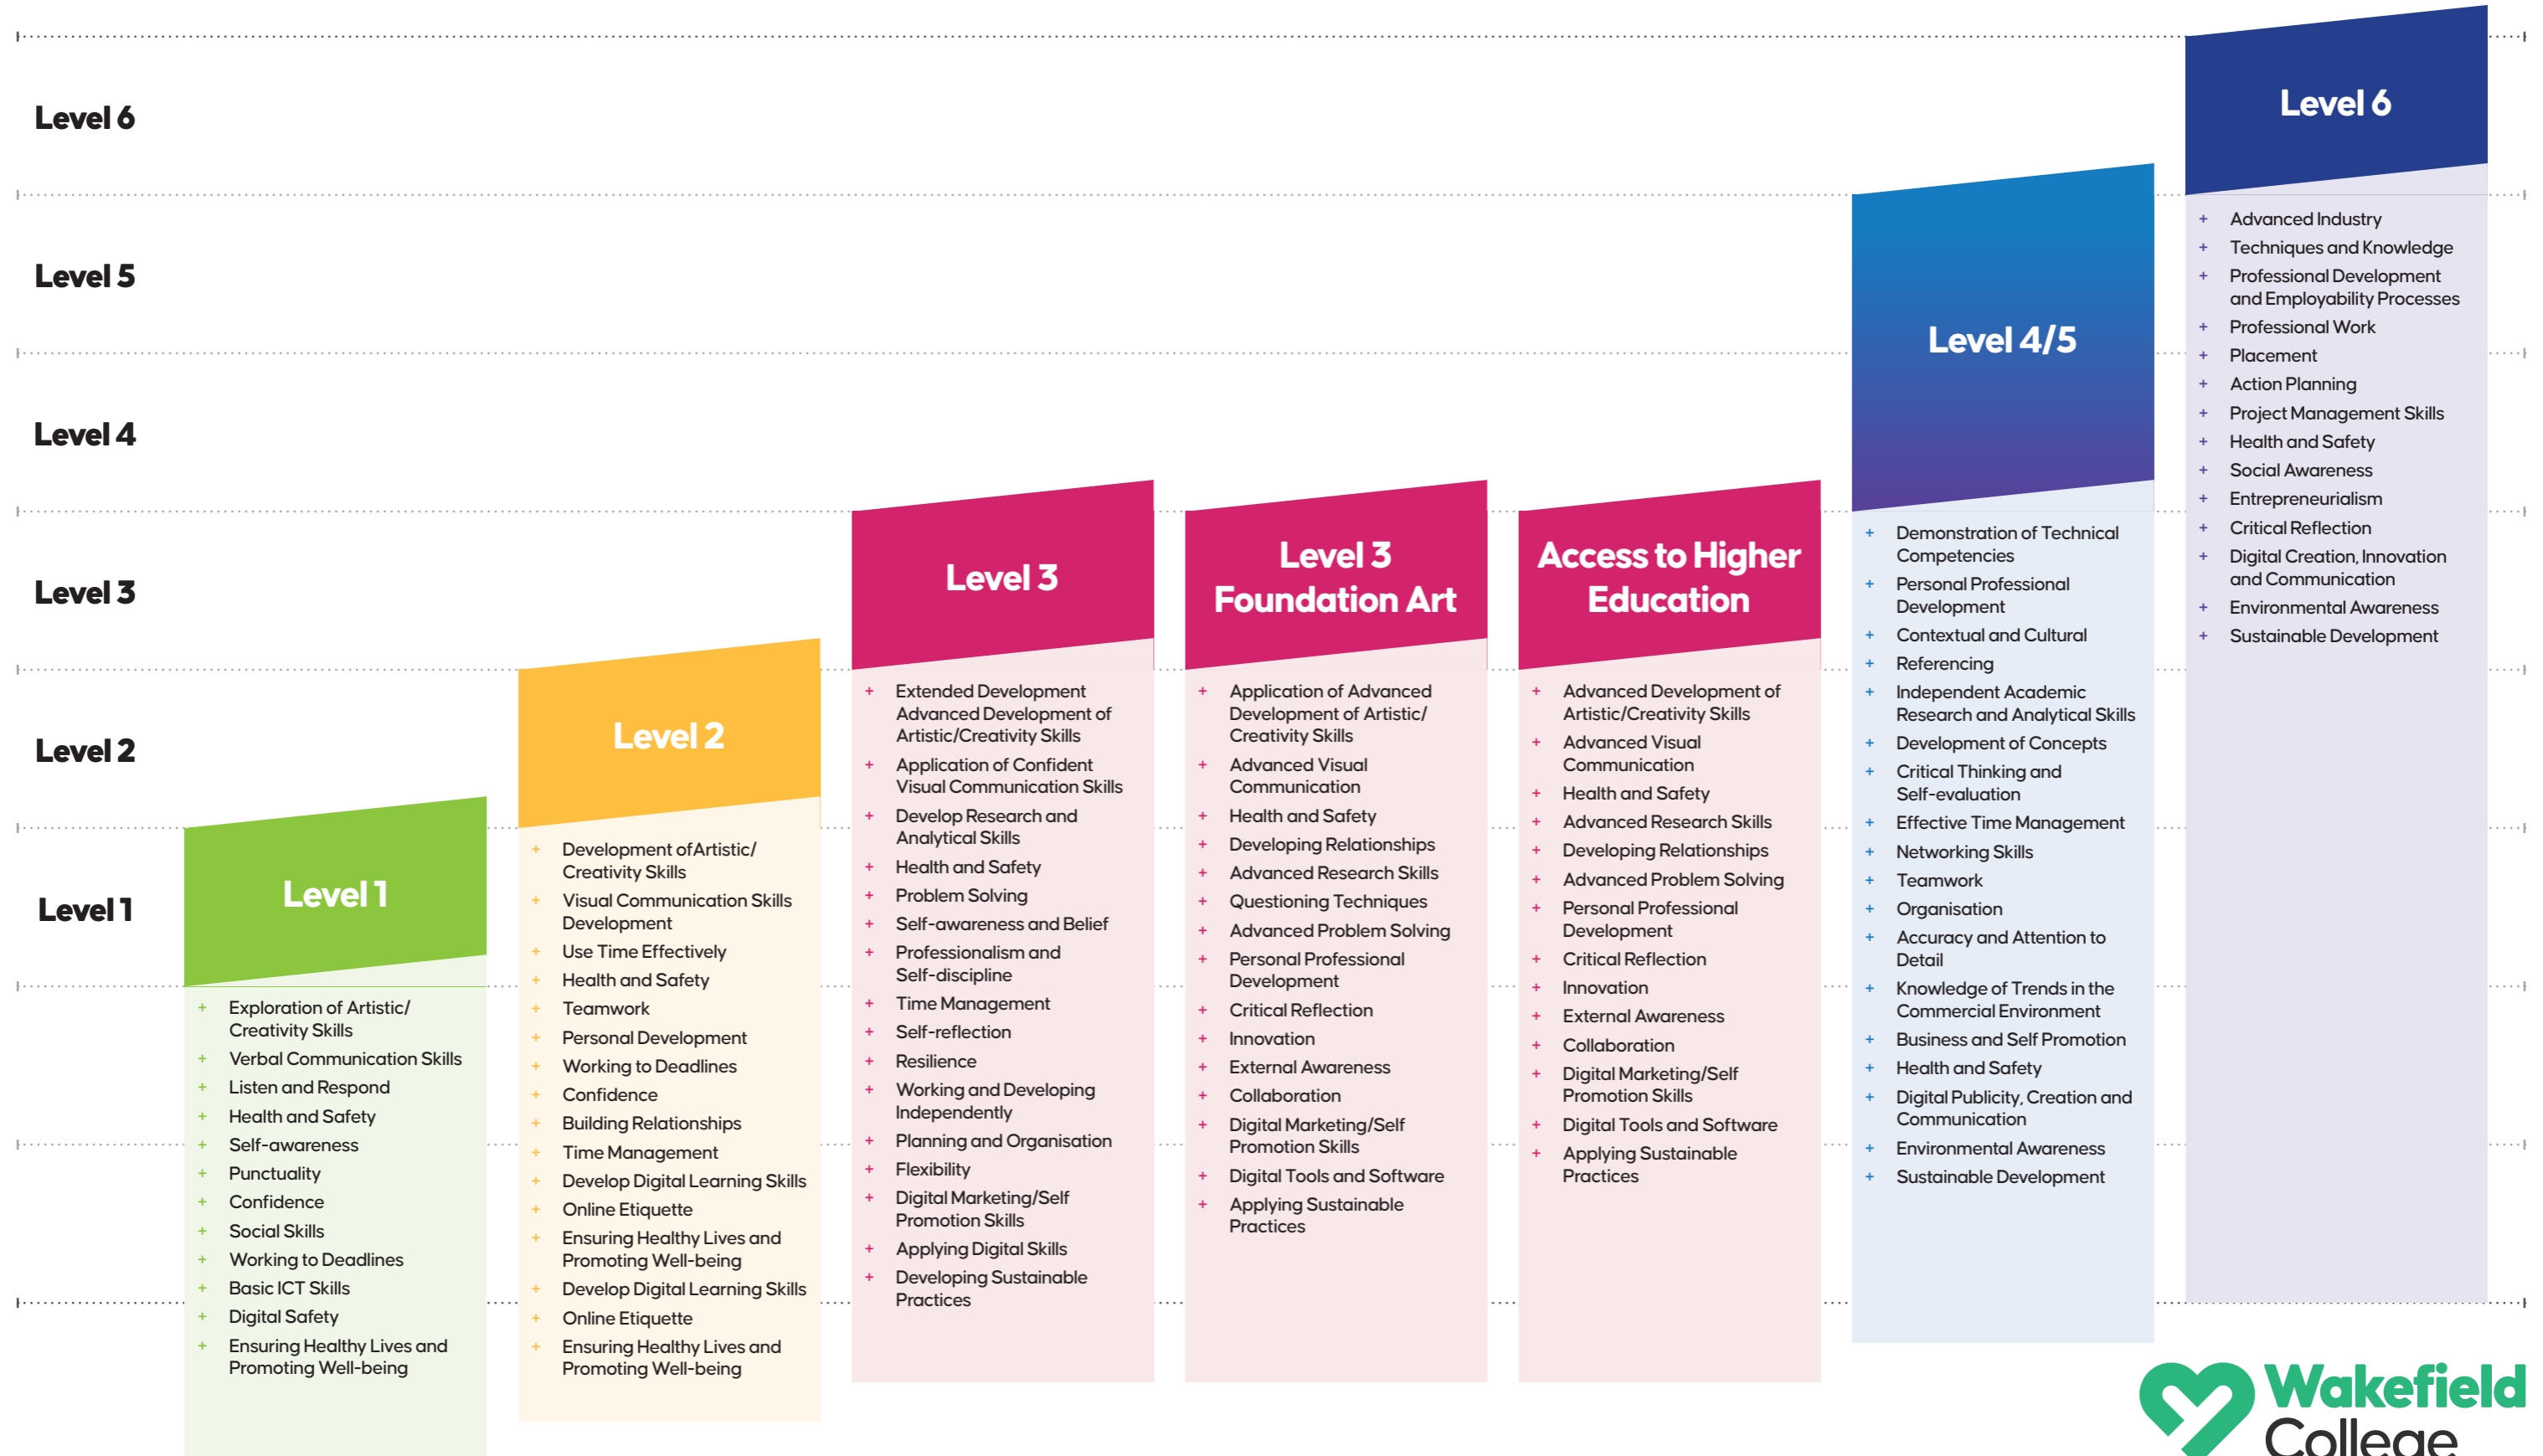 Level 6
Level 5
Level 4
Level 3
Level 2
Level 1
Level 1
+ Exploration of Artistic/
Creativity Skills
+ Verbal Communication Skills
+ Listen and Respond
+ Health and Safety
+ Self-awareness
+ Punctuality
+ Confidence
+ Social Skills
+ Working to Deadlines
+ Basic ICT Skills
+ Digital Safety
+ Ensuring Healthy Lives and
Promoting Well-being
Level 2
+ Development ofArtistic/
Creativity Skills
+ Visual Communication Skills
Development
+ Use Time Effectively
+ Health and Safety
+ Teamwork
+ Personal Development
+ Working to Deadlines
+ Confidence
+ Building Relationships
+ Time Management
+ Develop Digital Learning Skills
+ Online Etiquette
+ Ensuring Healthy Lives and
Promoting Well-being
+ Develop Digital Learning Skills
+ Online Etiquette
+ Ensuring Healthy Lives and
Promoting Well-being
Level 3
+ Extended Development
Advanced Development of
Artistic/Creativity Skills
+ Application of Confident
Visual Communication Skills
+ Develop Research and
Analytical Skills
+ Health and Safety
+ Problem Solving
+ Self-awareness and Belief
+ Professionalism and
Self-discipline
+ Time Management
+ Self-reflection
+ Resilience
+ Working and Developing
Independently
+ Planning and Organisation
+ Flexibility
+ Digital Marketing/Self
Promotion Skills
+ Applying Digital Skills
+ Developing Sustainable
Practices
Level 3
Foundation Art
+ Application of Advanced
Development of Artistic/
Creativity Skills
+ Advanced Visual
Communication
+ Health and Safety
+ Developing Relationships
+ Advanced Research Skills
+ Questioning Techniques
+ Advanced Problem Solving
+ Personal Professional
Development
+ Critical Reflection
+ Innovation
+ External Awareness
+ Collaboration
+ Digital Marketing/Self
Promotion Skills
+ Digital Tools and Software
+ Applying Sustainable
Practices
Access to Higher
Education
+ Advanced Development of
Artistic/Creativity Skills
+ Advanced Visual
Communication
+ Health and Safety
+ Advanced Research Skills
+ Developing Relationships
+ Advanced Problem Solving
+ Personal Professional
Development
+ Critical Reflection
+ Innovation
+ External Awareness
+ Collaboration
+ Digital Marketing/Self
Promotion Skills
+ Digital Tools and Software
+ Applying Sustainable
Practices
Level 4/5
+ Demonstration of Technical
Competencies
+ Personal Professional
Development
+ Contextual and Cultural
+ Referencing
+ Independent Academic
Research and Analytical Skills
+ Development of Concepts
+ Critical Thinking and
Self-evaluation
+ Effective Time Management
+ Networking Skills
+ Teamwork
+ Organisation
+ Accuracy and Attention to
Detail
+ Knowledge of Trends in the
Commercial Environment
+ Business and Self Promotion
+ Health and Safety
+ Digital Publicity, Creation and
Communication
+ Environmental Awareness
+ Sustainable Development
Level 6
+ Advanced Industry
+ Techniques and Knowledge
+ Professional Development
and Employability Processes
+ Professional Work
+ Placement
+ Action Planning
+ Project Management Skills
+ Health and Safety
+ Social Awareness
+ Entrepreneurialism
+ Critical Reflection
+ Digital Creation, Innovation
and Communication
+ Environmental Awareness
+ Sustainable Development
Wakefield
College